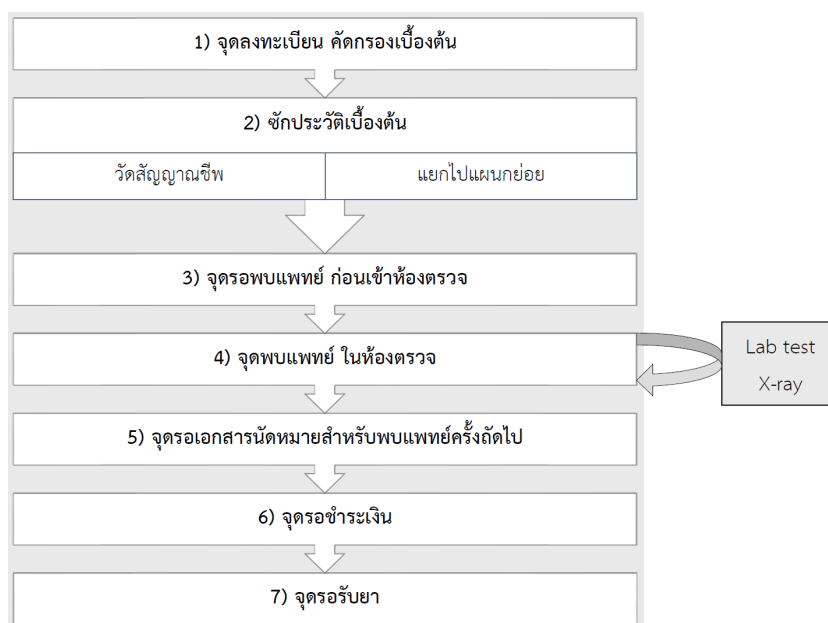 1) จุดลงทะเบียน คัดกรองเบื้องต้น
2) ซักประวัติเบื้องต้น
วัดสัญญาณชีพ
แยกไปแผนกย่อย
3) จุดรอพบแพทย์ ก่อนเข้าห้องตรวจ
4) จุดพบแพทย์ ในห้องตรวจ
Lab test
X-ray
5) จุดรอเอกสารนัดหมายสำหรับพบแพทย์ครั้งถัดไป
6) จุดรอชำระเงิน
7) จุดรอรับยา